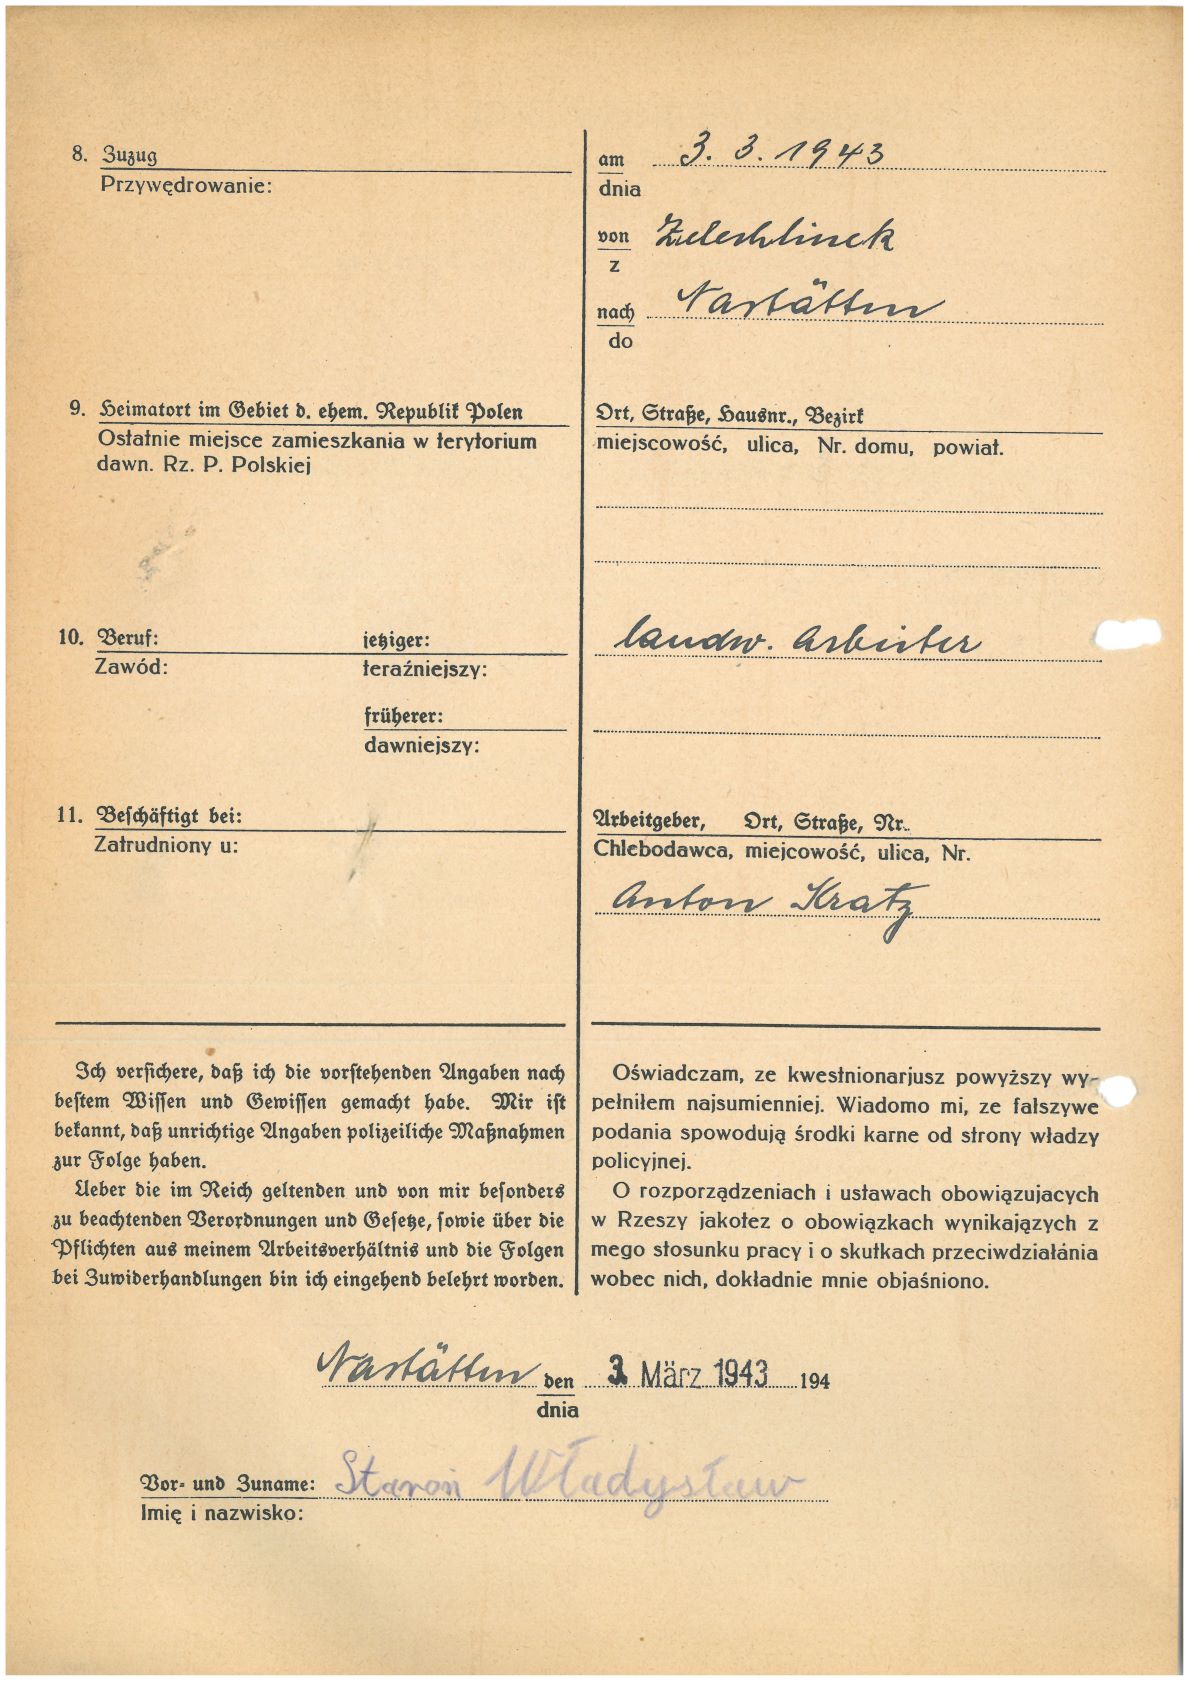 8. Zuzug
Przywędrowanie:
am 3. 3. 1943
dnia
von Zelechlinek
z
nach Nastätten
do
9. Heimatort im Gebiet d. ehem. Republik Polen
Ostatnie miejsce zamieszkania w terytorium
dawn. Rz. P. Polskiej
Ort, Straße, Hausnr., Bezirk
miejscowość, ulica, Nr. domu, powiat.
10. Beruf: jetziger:
Zawód: teraźniejszy:
landw. Arbeiter
früherer:
dawniejszy:
11. Beschäftigt bei:
Zatrudniony u:
Arbeitgeber, Ort, Straße, Nr.
Chlebodawca, miejcowość, ulica, Nr.
Anton Kratz
Ich versichere, daß ich die vorstehenden Angaben nach
bestem Wissen und Gewissen gemacht habe. Mir ist
bekannt, daß unrichtige Angaben polizeiliche Maßnahmen
zur Folge haben.
Ueber die im Reich geltenden und von mir besonders
zu beachtenden Verordnungen und Gesetze, sowie über die
Pflichten aus meinem Arbeitsverhältnis und die Folgen
bei Zuwiderhandlungen bin ich eingehend belehrt worden.
Oświadczam, ze kwestnionarjusz powyższy wy-
pełniłem najsumienniej. Wiadomo mi, ze fałszywe
podania spowodują środki karne od strony władzy
policyjnej.
O rozporządzeniach i ustawach obowiązujacych
w Rzeszy jakoteż o obowiązkach wynikajązych z
mego stosunku pracy i o skutkach przeciwdziałánia
wobec nich, dokładnie mnie objaśniono.
Nastätten den 3. März 1943 194
dnia
Vor- und Zuname: Staroń Władysław
Imię i nazwisko: